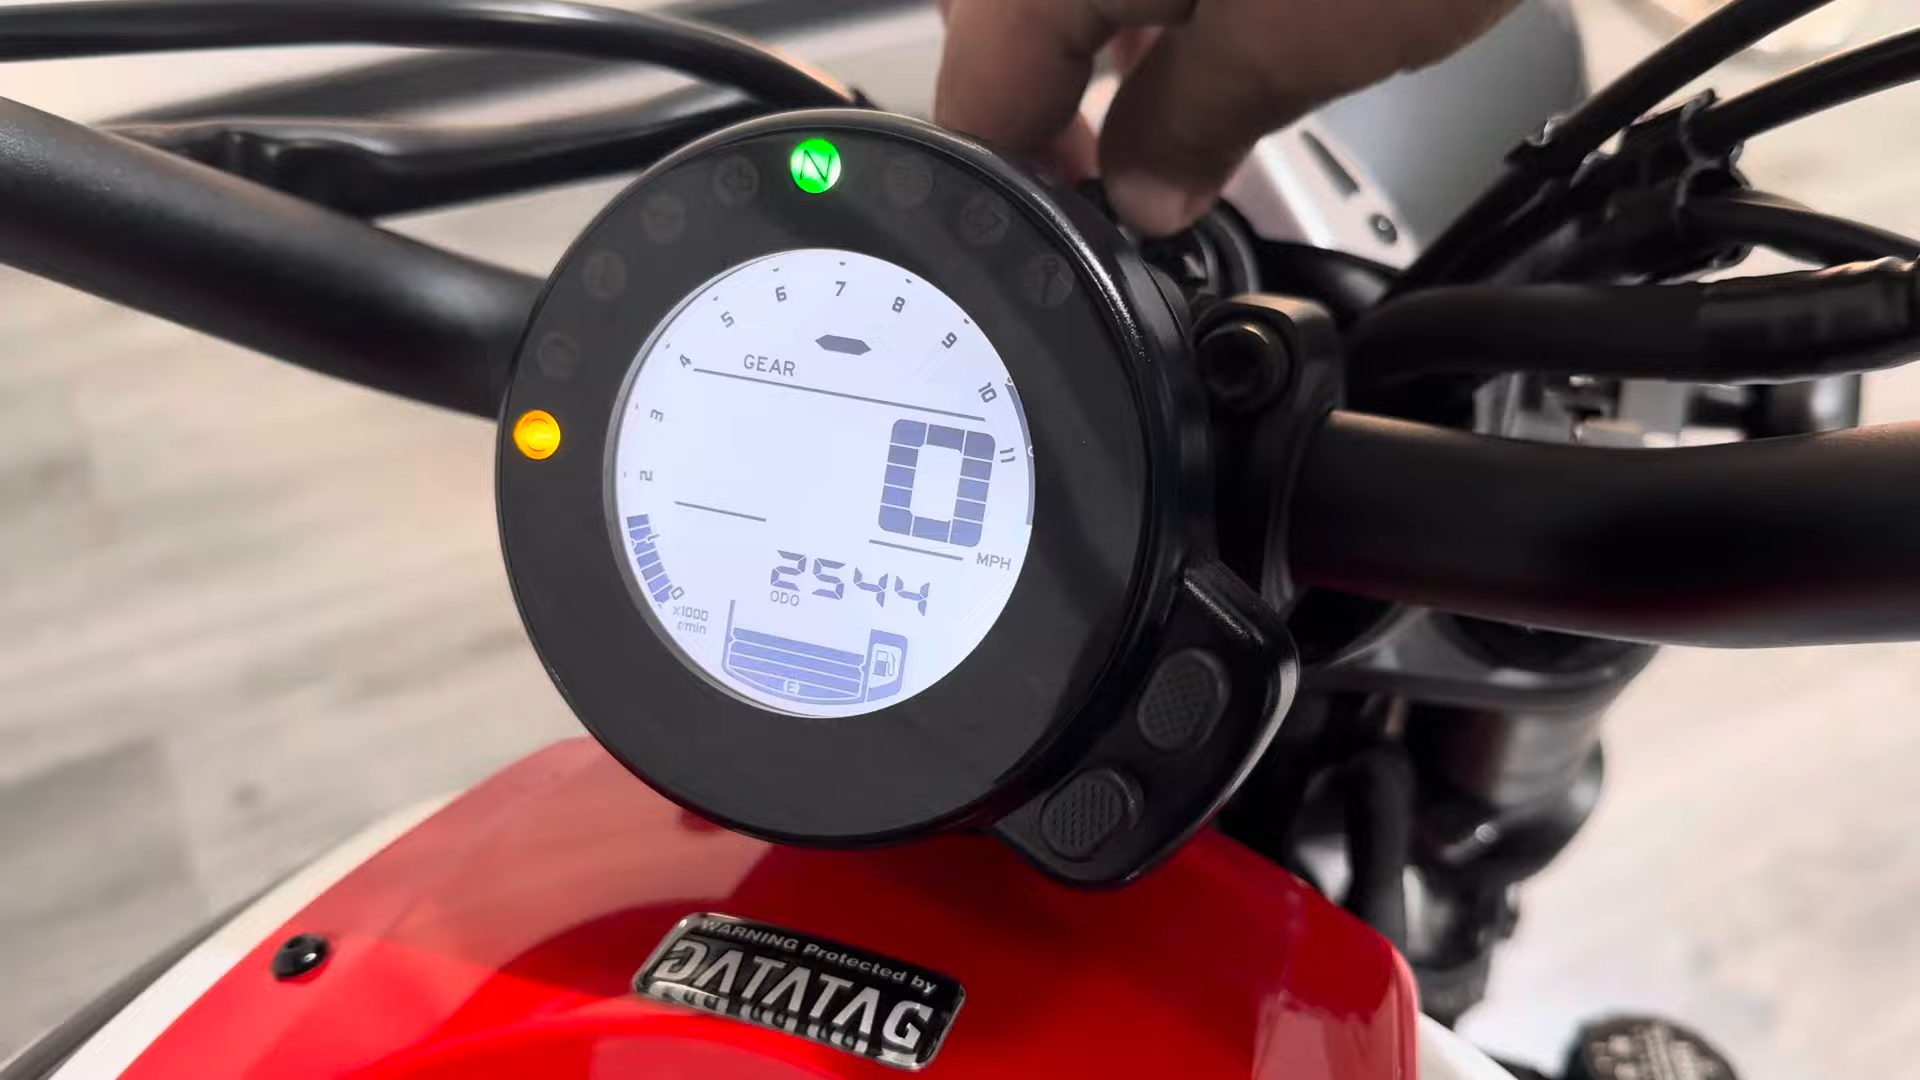 N
4 5 6 7 8 9 10 11
GEAR
3
2
0
MPH
2544
ODO
0
x1000
r/min
E
WARNING Protected by
DATATAG